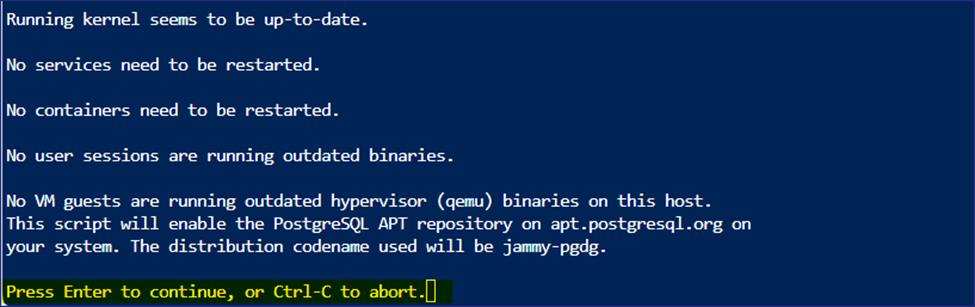 Running kernel seems to be up-to-date.
No services need to be restarted.
No containers need to be restarted.
No user sessions are running outdated binaries.
No VM guests are running outdated hypervisor (qemu) binaries on this host.
This script will enable the PostgreSQL APT repository on apt.postgresql.org on
your system. The distribution codename used will be jammy-pgdg.
Press Enter to continue, or Ctrl-C to abort.